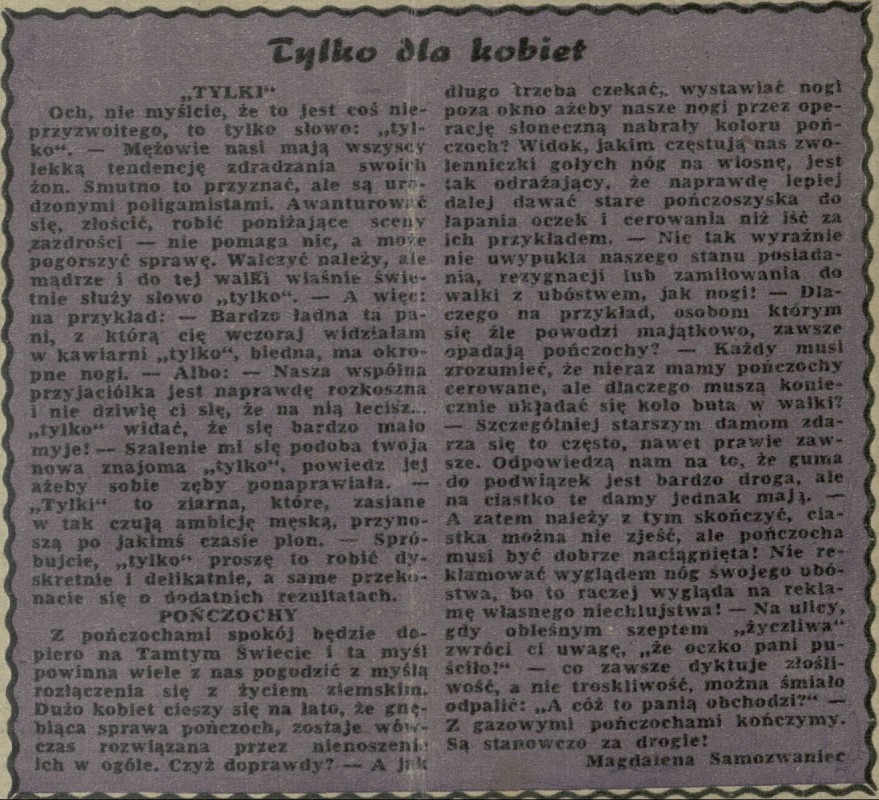 Tylko dla kobiet
„TYLKI“
Och, nie myślcie, że to jest coś nie-
przyzwoitego, to tylko słowo: „tyl-
ko“. — Mężowie nasi mają wszyscy
lekką tendencję zdradzania swoich
żon. Smutno to przyznać, ale są uro-
dzonymi poligamistami. Awanturować
się, złościć, robić poniżające sceny
zazdrości — nie pomaga nic, a może
pogorszyć sprawę. Walczyć należy, ale
mądrze i do tej walki właśnie świe-
tnie służy słowo „tylko“. — A więc:
na przykład: — Bardzo ładna ta pa-
ni, z którą cię wczoraj widziałam
w kawiarni „tylko“, biedna, ma okro-
pne nogi. — Albo: — Nasza wspólna
przyjaciółka jest naprawdę rozkoszna
i nie dziwię ci się, że na nią lecisz...
„tylko“ widać, że się bardzo mało
myje! — Szalenie mi się podoba twoja
nowa znajoma „tylko“, powiedz jej
ażeby sobie zęby ponaprawiała. —
„Tylki“ to ziarna, które, zasiane
w tak czułą ambicję męską, przyno-
szą po jakimś czasie plon. — Spró-
bujcie, „tylko“ proszę to robić dy-
skretnie i delikatnie, a same przeko-
nacie się o dodatnich rezultatach.
POŃCZOCHY
Z pończochami spokój będzie do-
piero na Tamtym Świecie i ta myśl
powinna wiele z nas pogodzić z myślą
rozłączenia się z życiem ziemskim.
Dużo kobiet cieszy się na lato, że gnę-
biąca sprawa pończoch, zostaje wów-
czas rozwiązana przez nienoszenie
ich w ogóle. Czyż doprawdy? — A jak
długo trzeba czekać, wystawiać nogi
poza okno ażeby nasze nogi przez ope-
rację słoneczną nabrały koloru poń-
czoch? Widok, jakim częstują nas zwo-
lenniczki gołych nóg na wiosnę, jest
tak odrażający, że naprawdę lepiej
dalej dawać stare pończoszyska do
łapania oczek i cerowania niż iść za
ich przykładem. — Nic tak wyraźnie
nie uwypukla naszego stanu posiada-
nia, rezygnacji lub zamiłowania do
walki z ubóstwem, jak nogi! — Dla-
czego na przykład, osobom którym
się źle powodzi majątkowo, zawsze
opadają pończochy? — Każdy musi
zrozumieć, że nieraz mamy pończochy
cerowane, ale dlaczego muszą konie-
cznie układać się koło buta w wałki?
— Szczególniej starszym damom zda-
rza się to często, nawet prawie zaw-
sze. Odpowiedzą nam na to, że guma
do podwiązek jest bardzo droga, ale
na ciastko te damy jednak mają. —
A zatem należy z tym skończyć, cia-
stka można nie zjeść, ale pończocha
musi być dobrze naciągnięta! Nie re-
klamować wyglądem nóg swojego ubó-
stwa, bo to raczej wygląda na rekla-
mę własnego niechlujstwa! — Na ulicy,
gdy obleśnym szeptem „życzliwa“
zwróci ci uwagę, „że oczko pani pu-
ściło!“ — co zawsze dyktuje złośli-
wość, a nie troskliwość, można śmiało
odpalić: „A cóż to panią obchodzi?“ —
Z gazowymi pończochami kończymy.
Są stanowczo za drogie!
Magdalena Samozwaniec